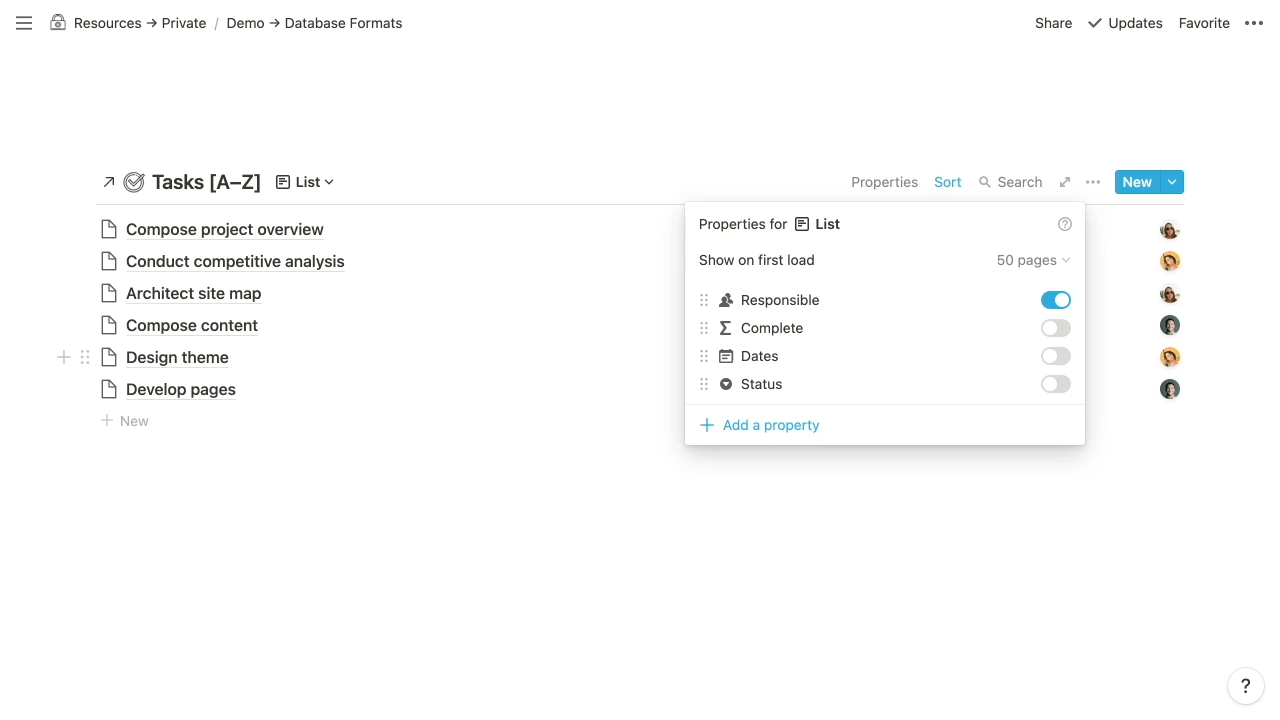 Resources → Private / Demo → Database Formats Share Updates Favorite
Tasks [A–Z] List Properties Sort Search New
Properties for List
Show on first load 50 pages
Responsible
Complete
Dates
Status
Add a property
Compose project overview
Conduct competitive analysis
Architect site map
Compose content
Design theme
Develop pages
New
?